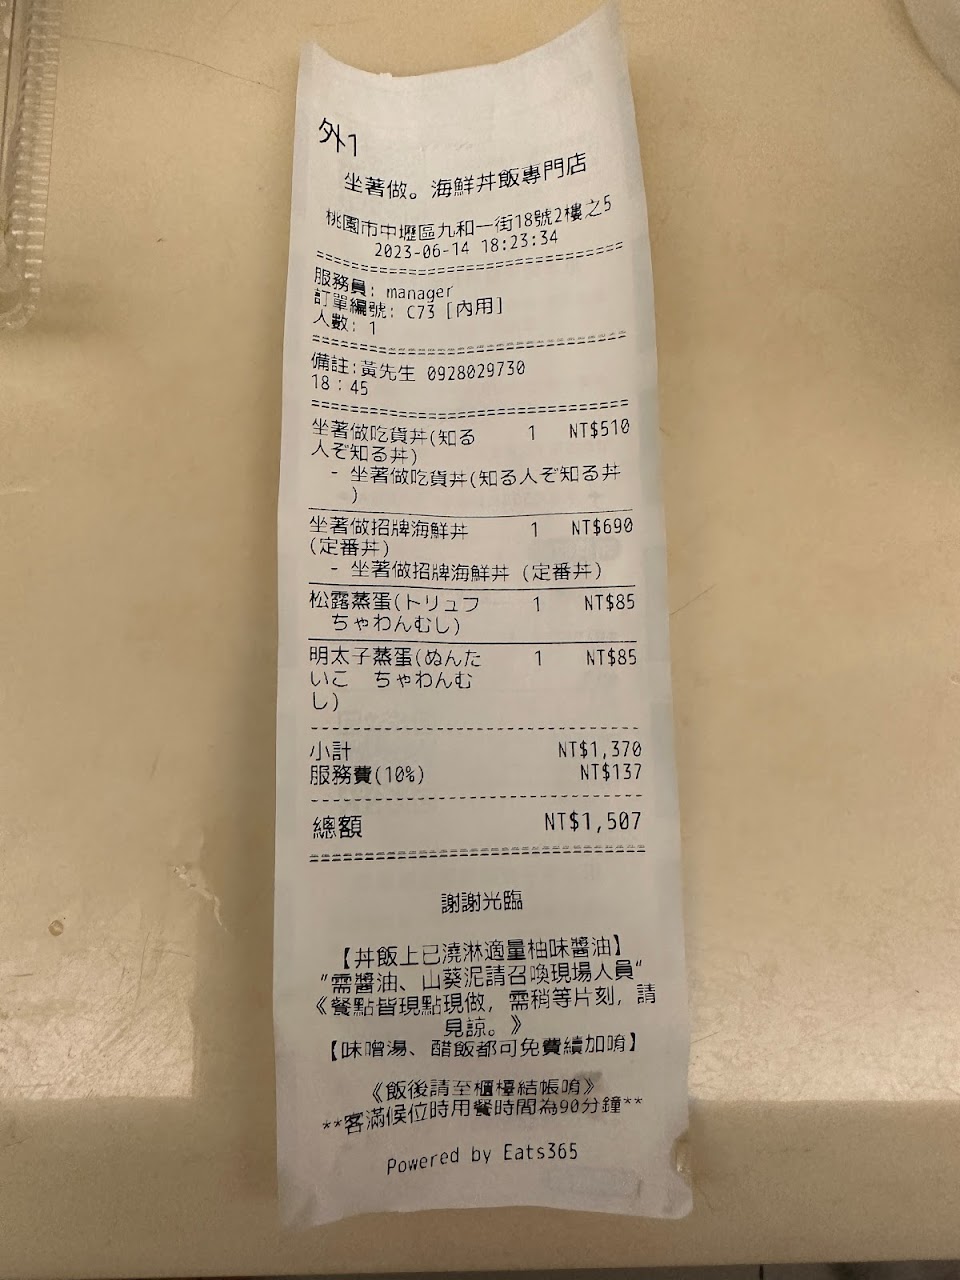 外1
坐著做。海鮮丼飯專門店
桃園市中壢區九和一街18號2樓之5
2023-06-14 18:23:34
服務員: manager
訂單編號: C73 [內用]
人數: 1
備註:黃先生 0928029730
18：45
坐著做吃貨丼(知る 1 NT$510
人ぞ知る丼)
- 坐著做吃貨丼(知る人ぞ知る丼
)
坐著做招牌海鮮丼 1 NT$690
(定番丼)
- 坐著做招牌海鮮丼 (定番丼)
松露蒸蛋(トリュフ 1 NT$85
ちゃわんむし)
明太子蒸蛋(めんた 1 NT$85
いこ　ちゃわんむ
し)
小計 NT$1,370
服務費(10%) NT$137
總額 NT$1,507
謝謝光臨
【丼飯上已澆淋適量柚味醬油】
"需醬油、山葵泥請召喚現場人員"
《餐點皆現點現做，需稍等片刻，請
見諒。》
【味噌湯、醋飯都可免費續加唷】
《飯後請至櫃檯結帳唷》
**客滿候位時用餐時間為90分鐘**
Powered by Eats365